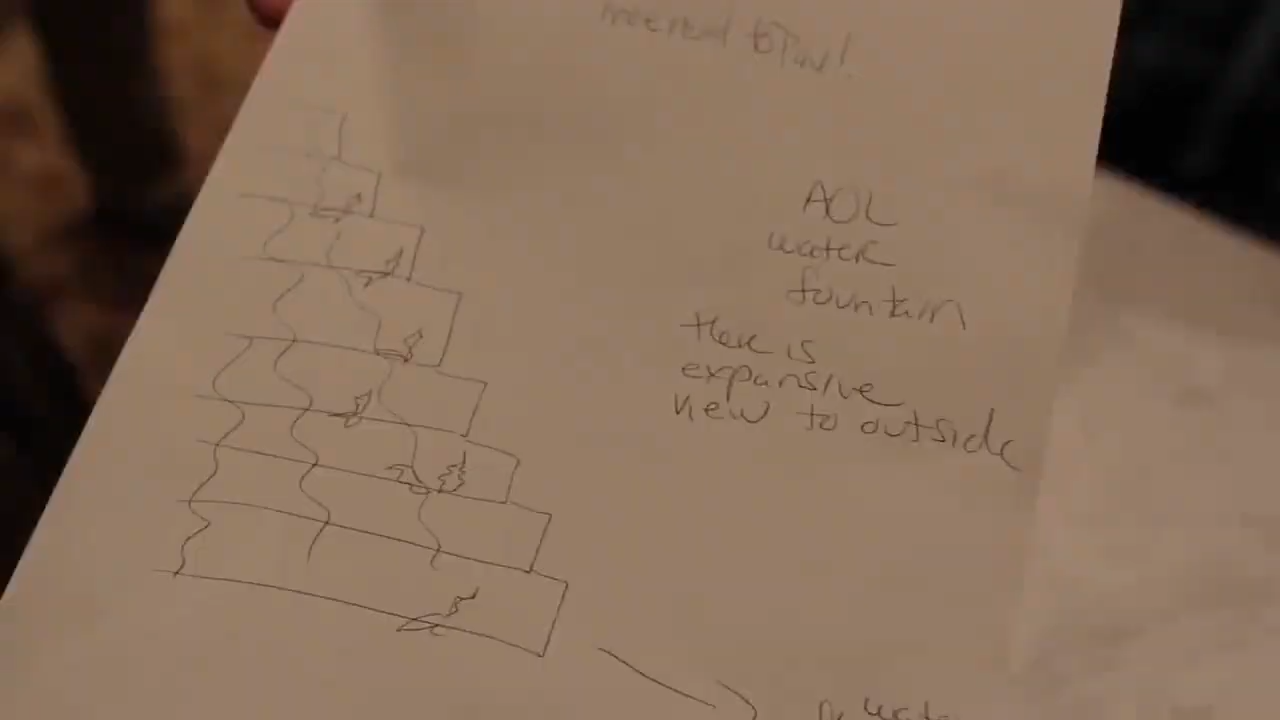 AOL
water
fountain
there is
expansive
view to outside